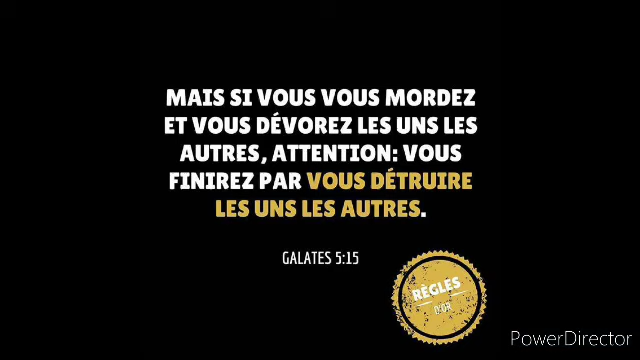 MAIS SI VOUS VOUS MORDEZ
ET VOUS DÉVOREZ LES UNS LES
AUTRES, ATTENTION: VOUS
FINIREZ PAR VOUS DÉTRUIRE
LES UNS LES AUTRES.
GALATES 5:15
RÈGLES
D'OR
PowerDirector